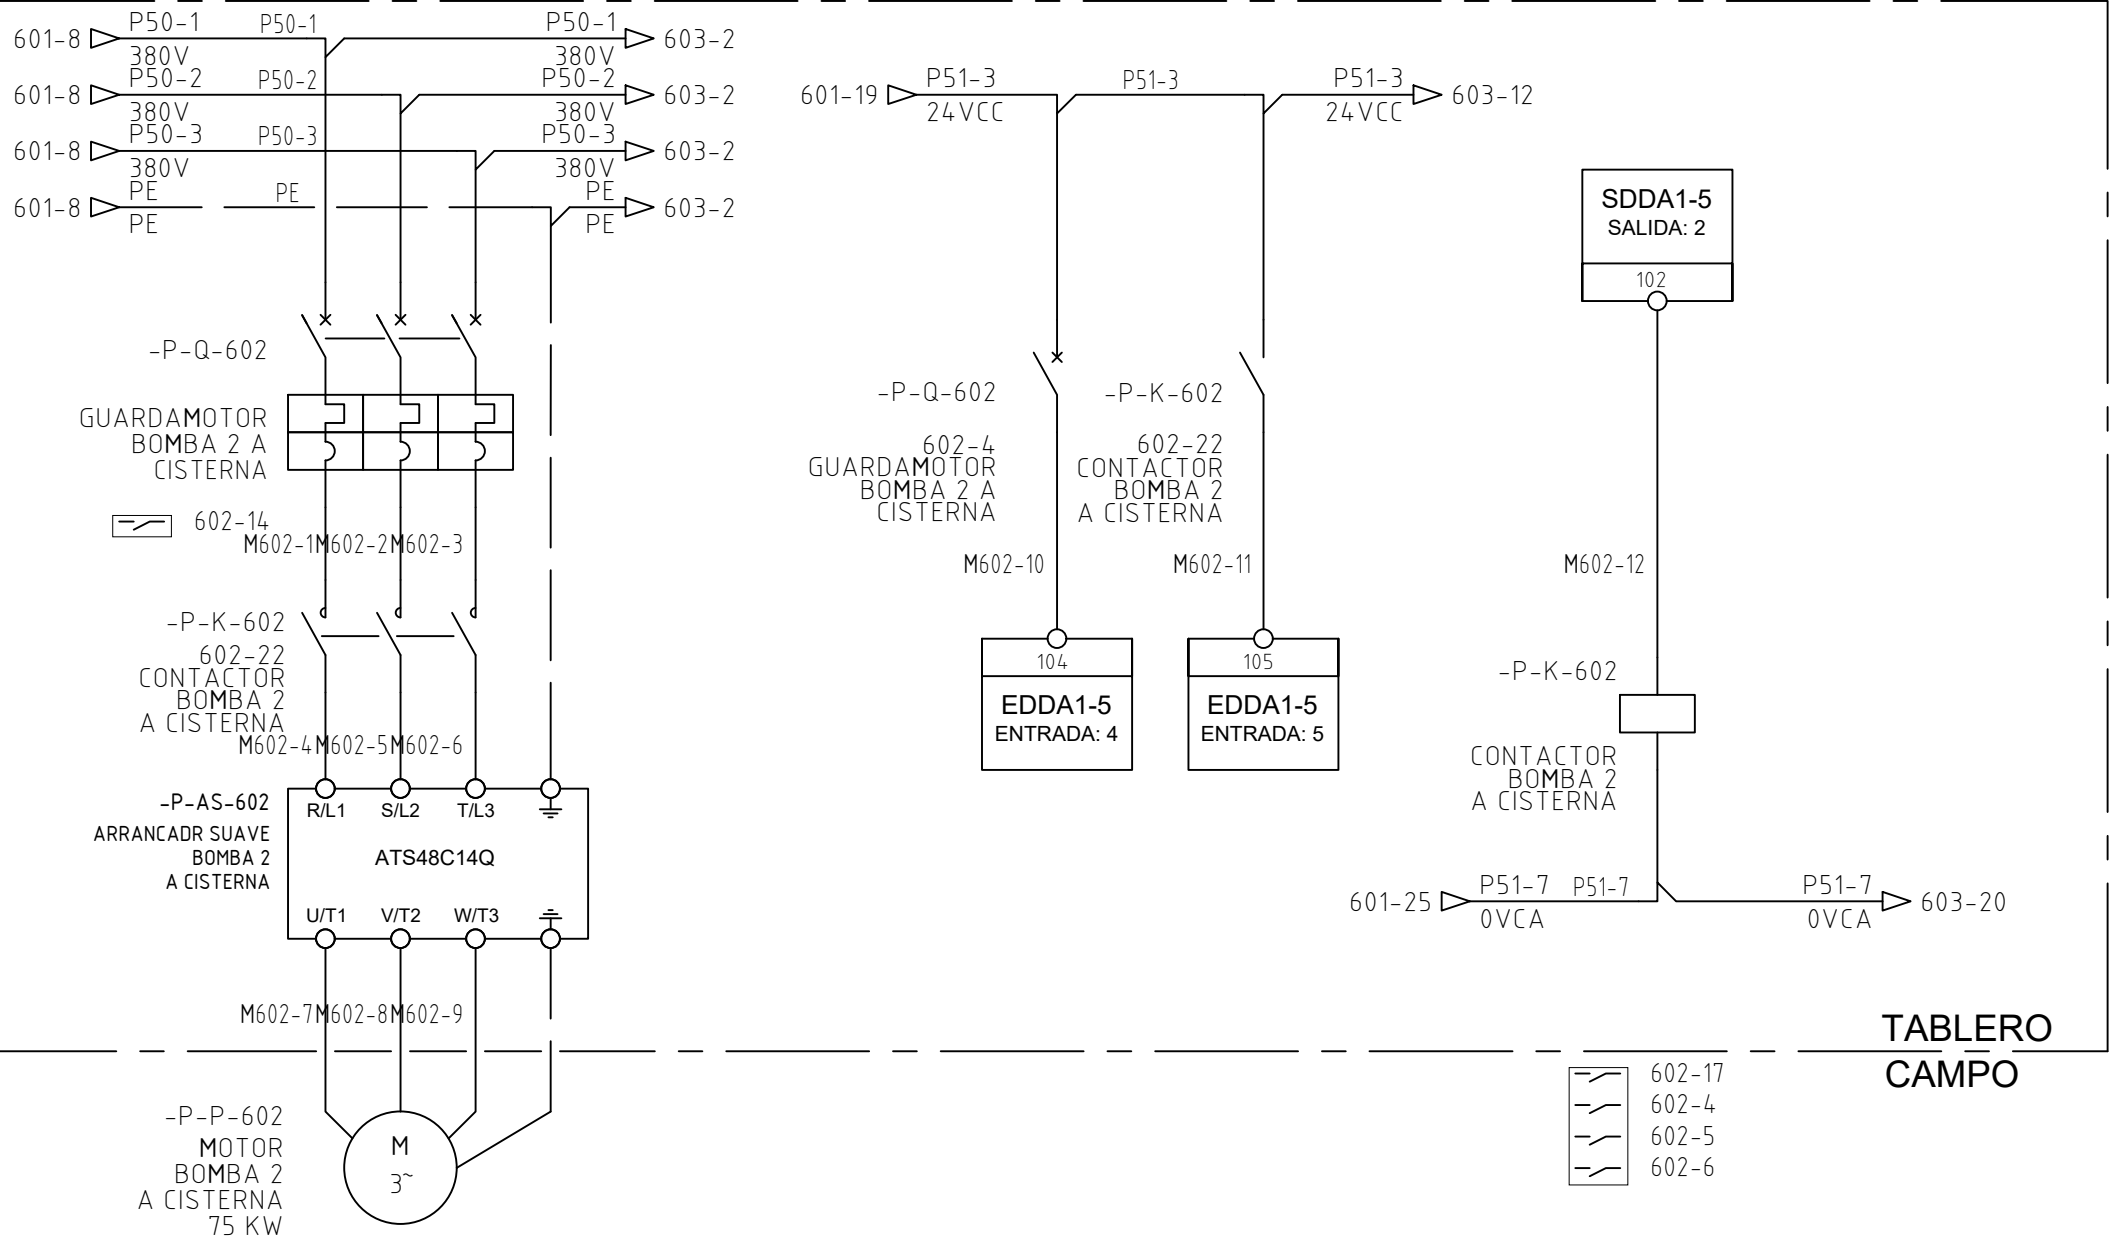 601-8 P50-1 P50-1 P50-1 603-2
380V 380V
601-8 P50-2 P50-2 P50-2 603-2
380V 380V
601-8 P50-3 P50-3 P50-3 603-2
380V 380V
601-8 PE PE PE 603-2
PE PE
-P-Q-602
GUARDAMOTOR
BOMBA 2 A
CISTERNA
602-14
M602-1 M602-2 M602-3
-P-K-602
602-22
CONTACTOR
BOMBA 2
A CISTERNA
M602-4 M602-5 M602-6
-P-AS-602
ARRANCADR SUAVE
BOMBA 2
A CISTERNA
R/L1 S/L2 T/L3
ATS48C14Q
U/T1 V/T2 W/T3
M602-7 M602-8 M602-9
-P-P-602
MOTOR
BOMBA 2
A CISTERNA
75 KW
M
3~
601-19 P51-3 P51-3 P51-3 603-12
24VCC 24VCC
-P-Q-602
602-4
GUARDAMOTOR
BOMBA 2 A
CISTERNA
M602-10
104
EDDA1-5
ENTRADA: 4
-P-K-602
602-22
CONTACTOR
BOMBA 2
A CISTERNA
M602-11
105
EDDA1-5
ENTRADA: 5
SDDA1-5
SALIDA: 2
102
M602-12
-P-K-602
CONTACTOR
BOMBA 2
A CISTERNA
601-25 P51-7 P51-7 P51-7 603-20
0VCA 0VCA
TABLERO
CAMPO
602-17
602-4
602-5
602-6